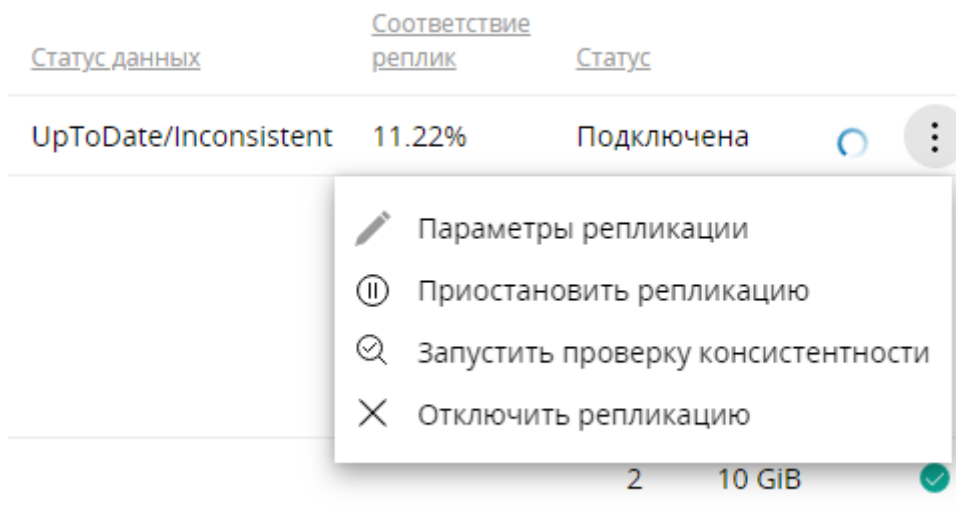 Статус данных
Соответствие
реплик
Статус
UpToDate/Inconsistent 11.22% Подключена
Параметры репликации
Приостановить репликацию
Запустить проверку консистентности
Отключить репликацию
2 10 GiB